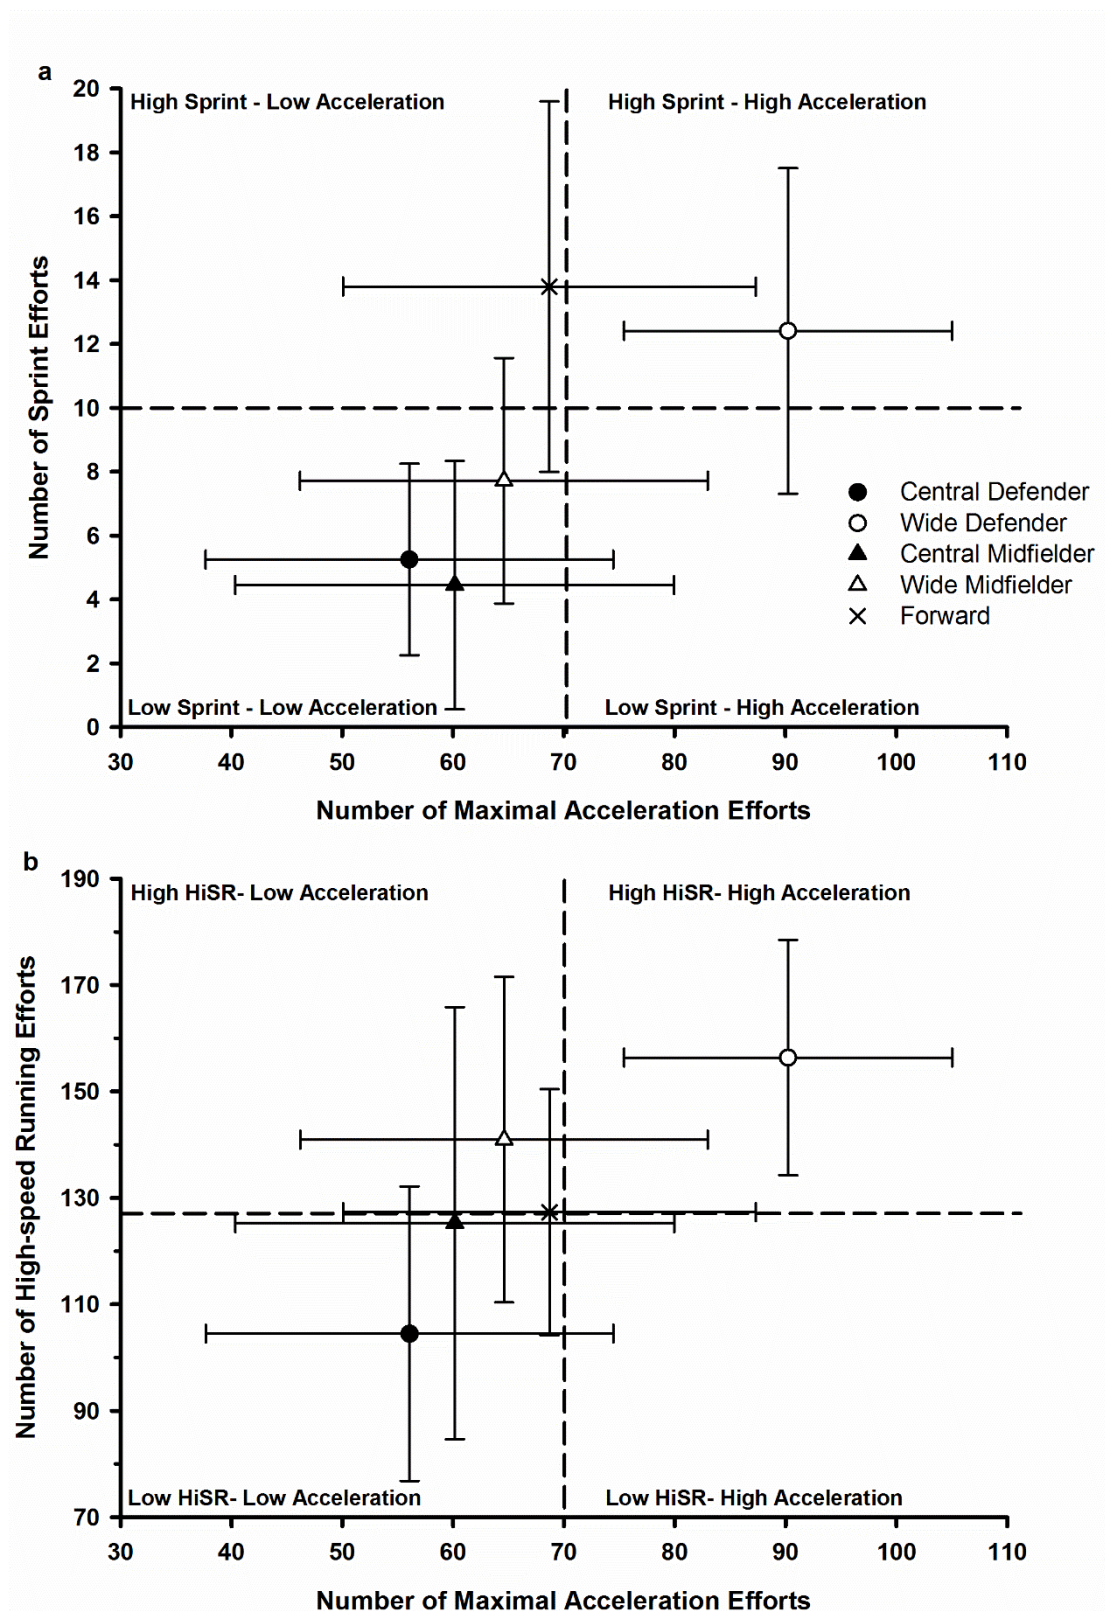 a
20
High Sprint - Low Acceleration
High Sprint - High Acceleration
18
16
14
12
10
8
6
4
2
0
Number of Sprint Efforts
Central Defender
Wide Defender
Central Midfielder
Wide Midfielder
Forward
Low Sprint - Low Acceleration
Low Sprint - High Acceleration
30 40 50 60 70 80 90 100 110
Number of Maximal Acceleration Efforts
b
190
High HiSR- Low Acceleration
High HiSR- High Acceleration
170
150
130
110
90
70
Number of High-speed Running Efforts
Low HiSR- Low Acceleration
Low HiSR- High Acceleration
30 40 50 60 70 80 90 100 110
Number of Maximal Acceleration Efforts